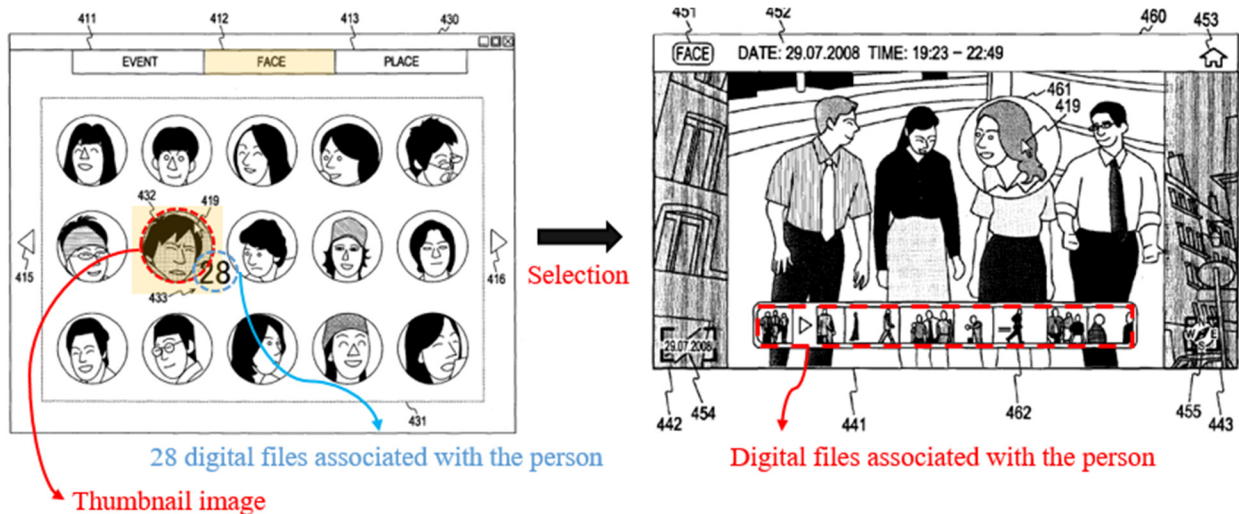 411
412
413
430
EVENT
FACE
PLACE
432
419
415
28
416
433
431
28 digital files associated with the person
Thumbnail image
Selection
451
452
460
453
FACE
DATE: 29.07.2008 TIME: 19:23 – 22:49
461
419
29.07.2008
442
454
441
462
455
443
Digital files associated with the person